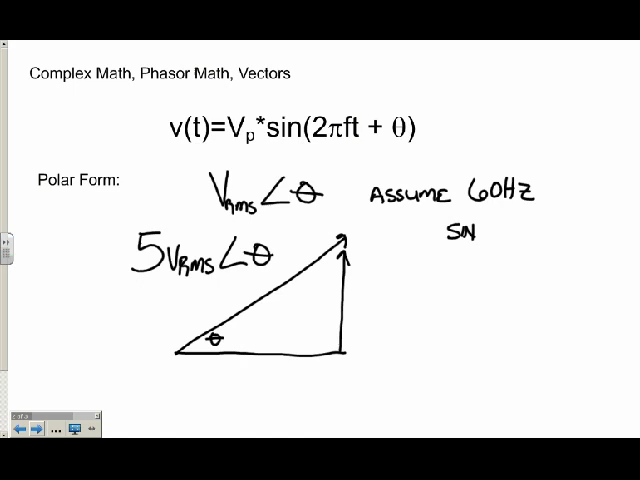 Complex Math, Phasor Math, Vectors
v(t)=Vp*sin(2πft + θ)
Polar Form:
VRMS∠θ ASSUME 60HZ
SIN
5VRMS∠θ
θ